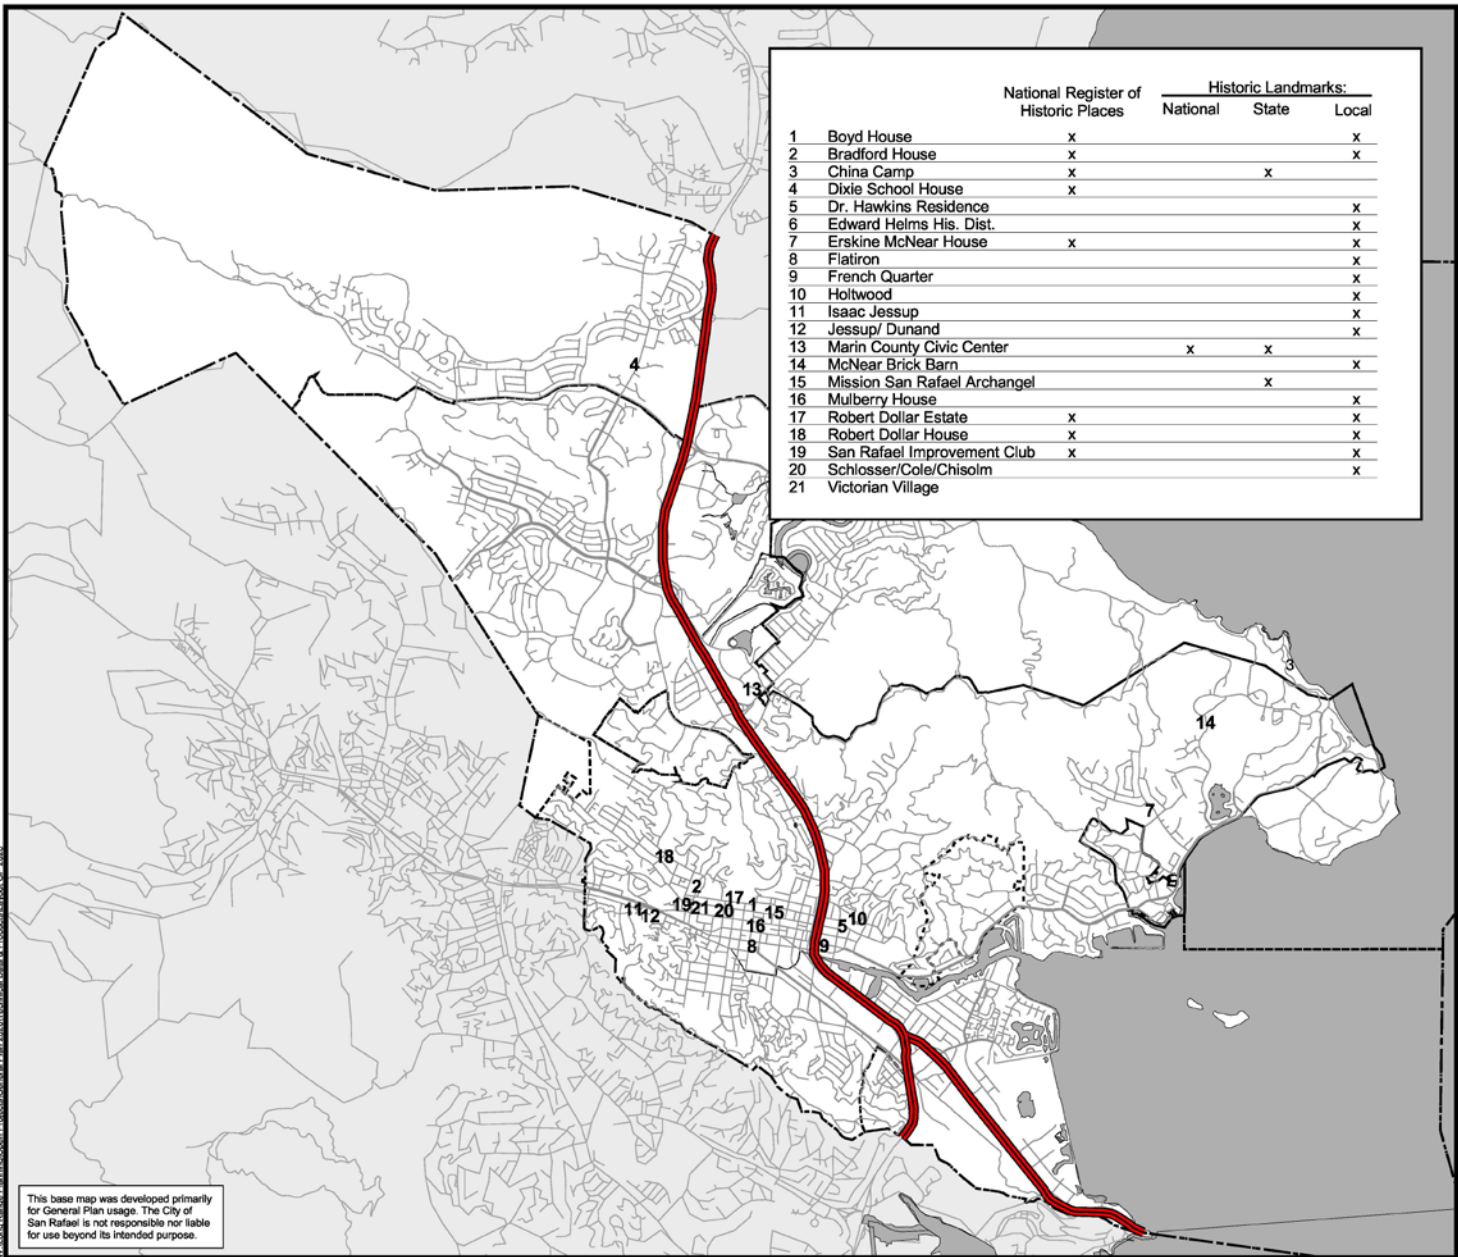 National Register of
Historic Places
Historic Landmarks:
National State Local
1 Boyd House x x
2 Bradford House x x
3 China Camp x x
4 Dixie School House x
5 Dr. Hawkins Residence x
6 Edward Helms His. Dist. x
7 Erskine McNear House x x
8 Flatiron x
9 French Quarter x
10 Holtwood x
11 Isaac Jessup x
12 Jessup/ Dunand x
13 Marin County Civic Center x x
14 McNear Brick Barn x
15 Mission San Rafael Archangel x
16 Mulberry House x
17 Robert Dollar Estate x x
18 Robert Dollar House x x
19 San Rafael Improvement Club x x
20 Schlosser/Cole/Chisolm x
21 Victorian Village
4
3
13
14
7
18
2
17
1
19
21
20
15
11
12
16
10
5
8
9
This base map was developed primarily
for General Plan usage. The City of
San Rafael is not responsible nor liable
for use beyond its intended purpose.